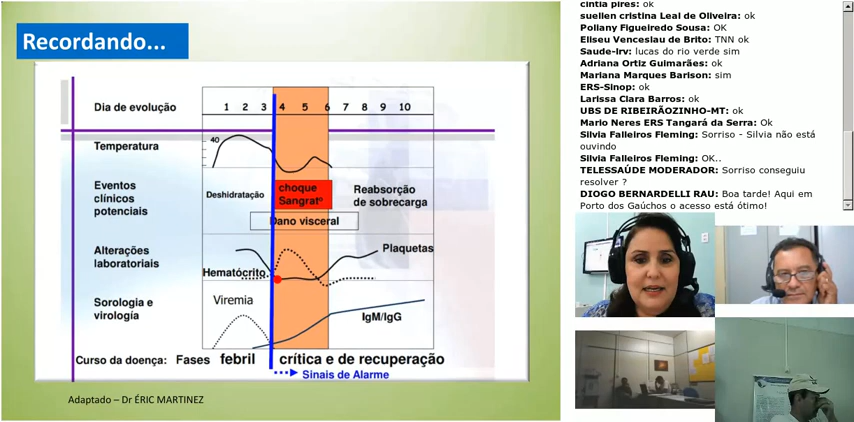 Recordando...
Dia de evolução
1 2 3 4 5 6 7 8 9 10
Temperatura
40
Eventos
clínicos
potenciais
Deshidratação
choque
Sangratº
Reabsorção
de sobrecarga
Dano visceral
Alterações
laboratoriais
Plaquetas
Hematócrito
Sorologia e
virología
Viremia
IgM/IgG
Curso da doença: Fases febril crítica e de recuperação
Sinais de Alarme
Adaptado – Dr ÉRIC MARTINEZ
cintia pires: ok
suellen cristina Leal de Oliveira: ok
Poliany Figueiredo Sousa: OK
Eliseu Venceslau de Brito: TNN ok
Saude-lrv: lucas do rio verde sim
Adriana Ortiz Guimarães: ok
Mariana Marques Barison: sim
ERS-Sinop: ok
Larissa Clara Barros: ok
UBS DE RIBEIRÃOZINHO-MT: ok
Mario Neres ERS Tangará da Serra: Ok
Silvia Falleiros Fleming: Sorriso - Silvia não está
ouvindo
Silvia Falleiros Fleming: OK..
TELESSAÚDE MODERADOR: Sorriso conseguiu
resolver ?
DIOGO BERNARDELLI RAU: Boa tarde! Aqui em
Porto dos Gaúchos o acesso está ótimo!